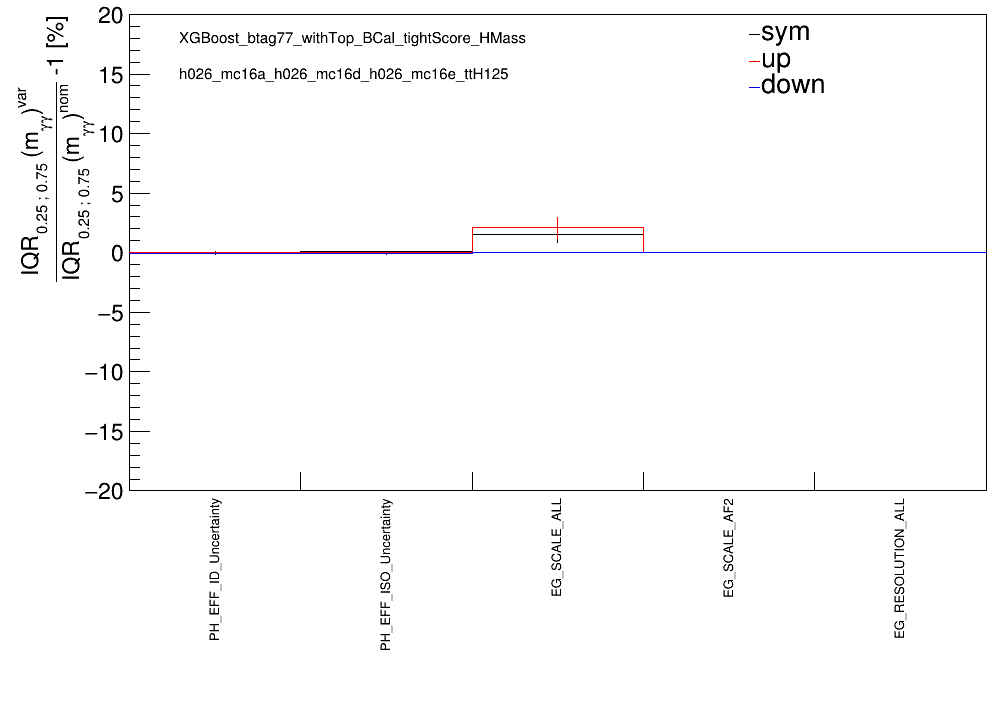 IQR0.25 ; 0.75 (mγγ)var
IQR0.25 ; 0.75 (mγγ)nom
-1 [%]
XGBoost_btag77_withTop_BCal_tightScore_HMass
h026_mc16a_h026_mc16d_h026_mc16e_ttH125
sym
up
down
20
15
10
5
0
−5
−10
−15
−20
PH_EFF_ID_Uncertainty
PH_EFF_ISO_Uncertainty
EG_SCALE_ALL
EG_SCALE_AF2
EG_RESOLUTION_ALL